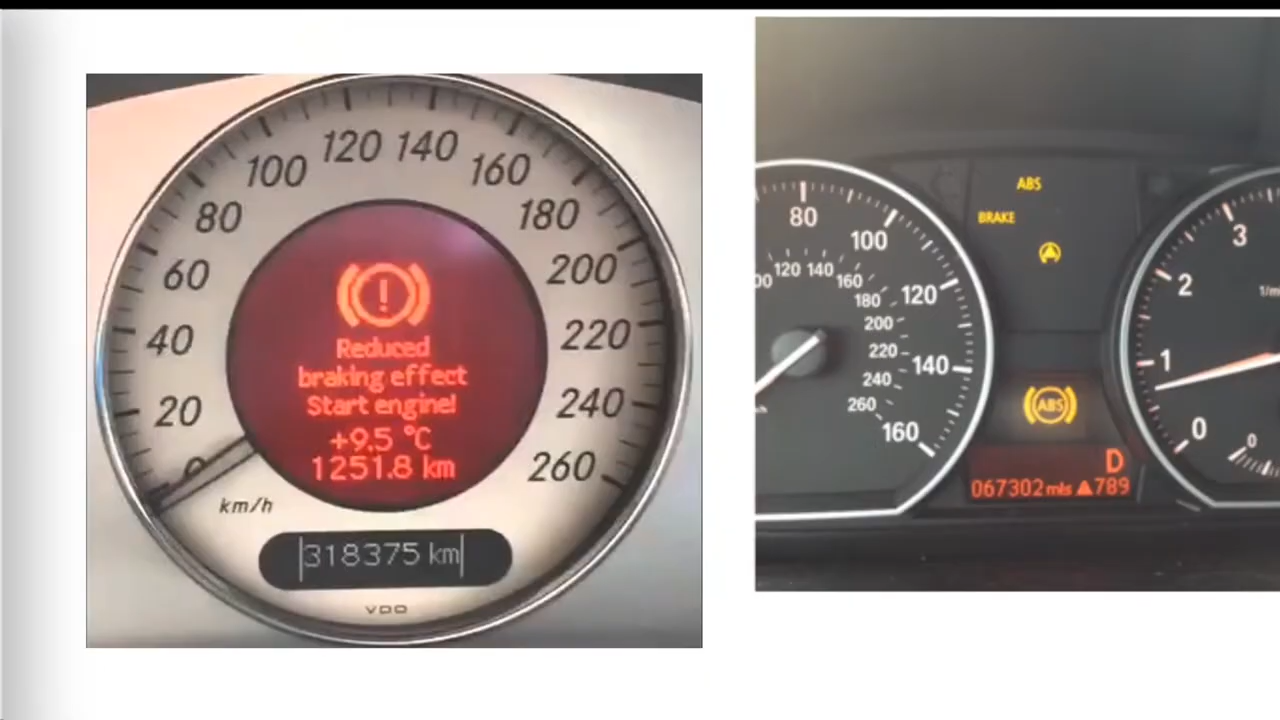 120 140
100 160
80 180
60 200
40 220
20 240
0 260
km/h
!
Reduced
braking effect
Start engine!
+9.5 °C
1251.8 km
318375 km
VDO
80
100
120
140
160
120 140
160
180
200
220
240
260
ABS
BRAKE
ABS
D
067302 mls ▲789
3
2
1
0
0